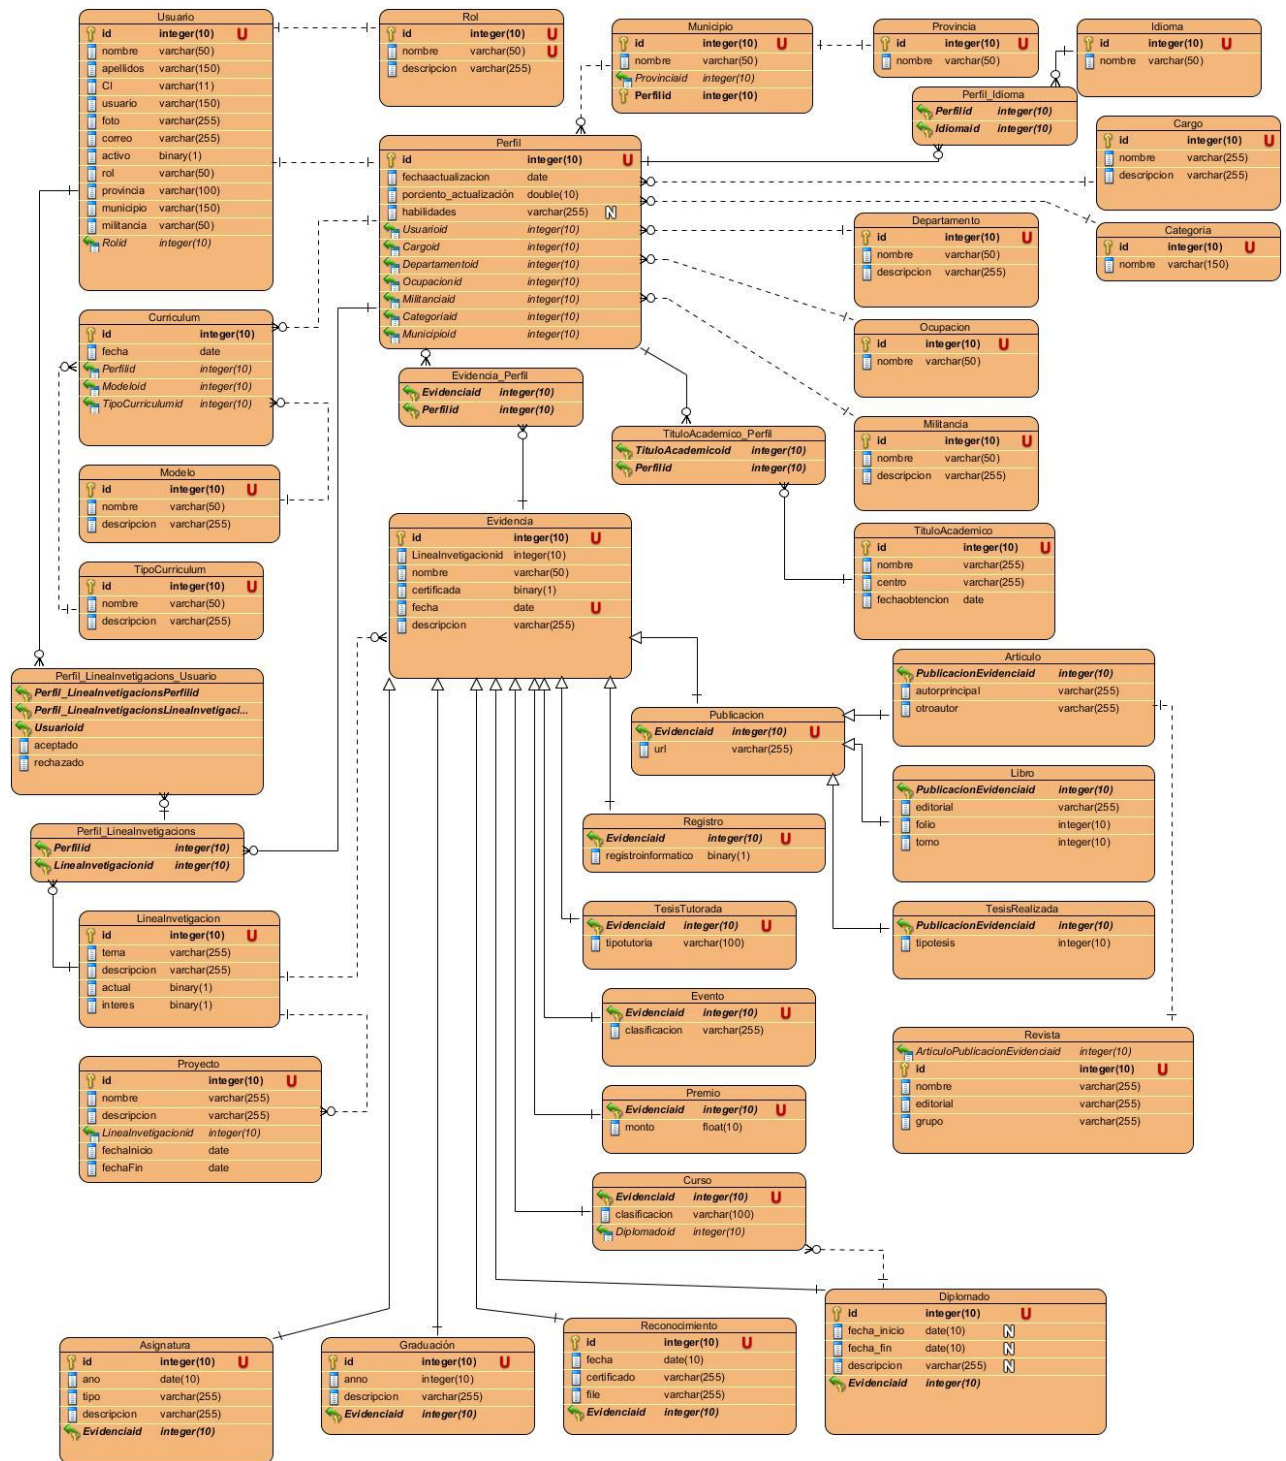 Usuario
id integer(10) U
nombre varchar(50)
apellidos varchar(150)
CI varchar(11)
usuario varchar(150)
foto varchar(255)
correo varchar(255)
activo binary(1)
rol varchar(50)
provincia varchar(100)
municipio varchar(150)
militancia varchar(50)
Rolid integer(10)
Rol
id integer(10) U
nombre varchar(50) U
descripcion varchar(255)
Municipio
id integer(10) U
nombre varchar(50)
Provinciaid integer(10)
Perfilid integer(10)
Provincia
id integer(10) U
nombre varchar(50)
Idioma
id integer(10) U
nombre varchar(50)
Perfil_Idioma
Perfilid integer(10)
Idiomaid integer(10)
Cargo
id integer(10) U
nombre varchar(255)
descripcion varchar(255)
Perfil
id integer(10) U
fechaactualizacion date
porciento_actualización double(10)
habilidades varchar(255) N
Usuarioid integer(10)
Cargoid integer(10)
Departamentoid integer(10)
Ocupacionid integer(10)
Militanciaid integer(10)
Categoriaid integer(10)
Municipioid integer(10)
Departamento
id integer(10) U
nombre varchar(50)
descripcion varchar(255)
Categoria
id integer(10) U
nombre varchar(150)
Curriculum
id integer(10)
fecha date
Perfilid integer(10)
Modeloid integer(10)
TipoCurriculumid integer(10)
Ocupacion
id integer(10) U
nombre varchar(50)
Evidencia_Perfil
Evidenciaid integer(10)
Perfilid integer(10)
TituloAcademico_Perfil
TituloAcademicoid integer(10)
Perfilid integer(10)
Militancia
id integer(10) U
nombre varchar(50)
descripcion varchar(255)
Modelo
id integer(10) U
nombre varchar(50)
descripcion varchar(255)
Evidencia
id integer(10) U
LineaInvetigacionid integer(10)
nombre varchar(50)
certificada binary(1)
fecha date U
descripcion varchar(255)
TituloAcademico
id integer(10) U
nombre varchar(255)
centro varchar(255)
fechaobtencion date
TipoCurriculum
id integer(10) U
nombre varchar(50)
descripcion varchar(255)
Perfil_LineaInvetigacions_Usuario
Perfil_LineaInvetigacionsPerfilid
Perfil_LineaInvetigacionsLineaInvetigaci...
Usuarioid
aceptado
rechazado
Articulo
PublicacionEvidenciaid integer(10)
autorprincipal varchar(255)
otroautor varchar(255)
Publicacion
Evidenciaid integer(10) U
url varchar(255)
Libro
PublicacionEvidenciaid integer(10)
editorial varchar(255)
folio integer(10)
tomo integer(10)
Perfil_LineaInvetigacions
Perfilid integer(10)
LineaInvetigacionid integer(10)
Registro
Evidenciaid integer(10) U
registroinformatico binary(1)
TesisTutorada
Evidenciaid integer(10) U
tipotutoria varchar(100)
TesisRealizada
PublicacionEvidenciaid integer(10)
tipotesis integer(10)
LineaInvetigacion
id integer(10) U
tema varchar(255)
descripcion varchar(255)
actual binary(1)
interes binary(1)
Evento
Evidenciaid integer(10) U
clasificacion varchar(255)
Revista
ArticuloPublicacionEvidenciaid integer(10)
id integer(10) U
nombre varchar(255)
editorial varchar(255)
grupo varchar(255)
Proyecto
id integer(10) U
nombre varchar(255)
descripcion varchar(255)
LineaInvetigacionid integer(10)
fechaInicio date
fechaFin date
Premio
Evidenciaid integer(10) U
monto float(10)
Curso
Evidenciaid integer(10) U
clasificacion varchar(100)
Diplomadoid integer(10)
Diplomado
id integer(10) U
fecha_inicio date(10) N
fecha_fin date(10) N
descripcion varchar(255) N
Evidenciaid integer(10)
Asignatura
id integer(10) U
ano date(10)
tipo varchar(255)
descripcion varchar(255)
Evidenciaid integer(10)
Graduación
id integer(10) U
anno integer(10)
descripcion varchar(255)
Evidenciaid integer(10)
Reconocimiento
id integer(10) U
fecha date(10)
certificado varchar(255)
file varchar(255)
Evidenciaid integer(10)